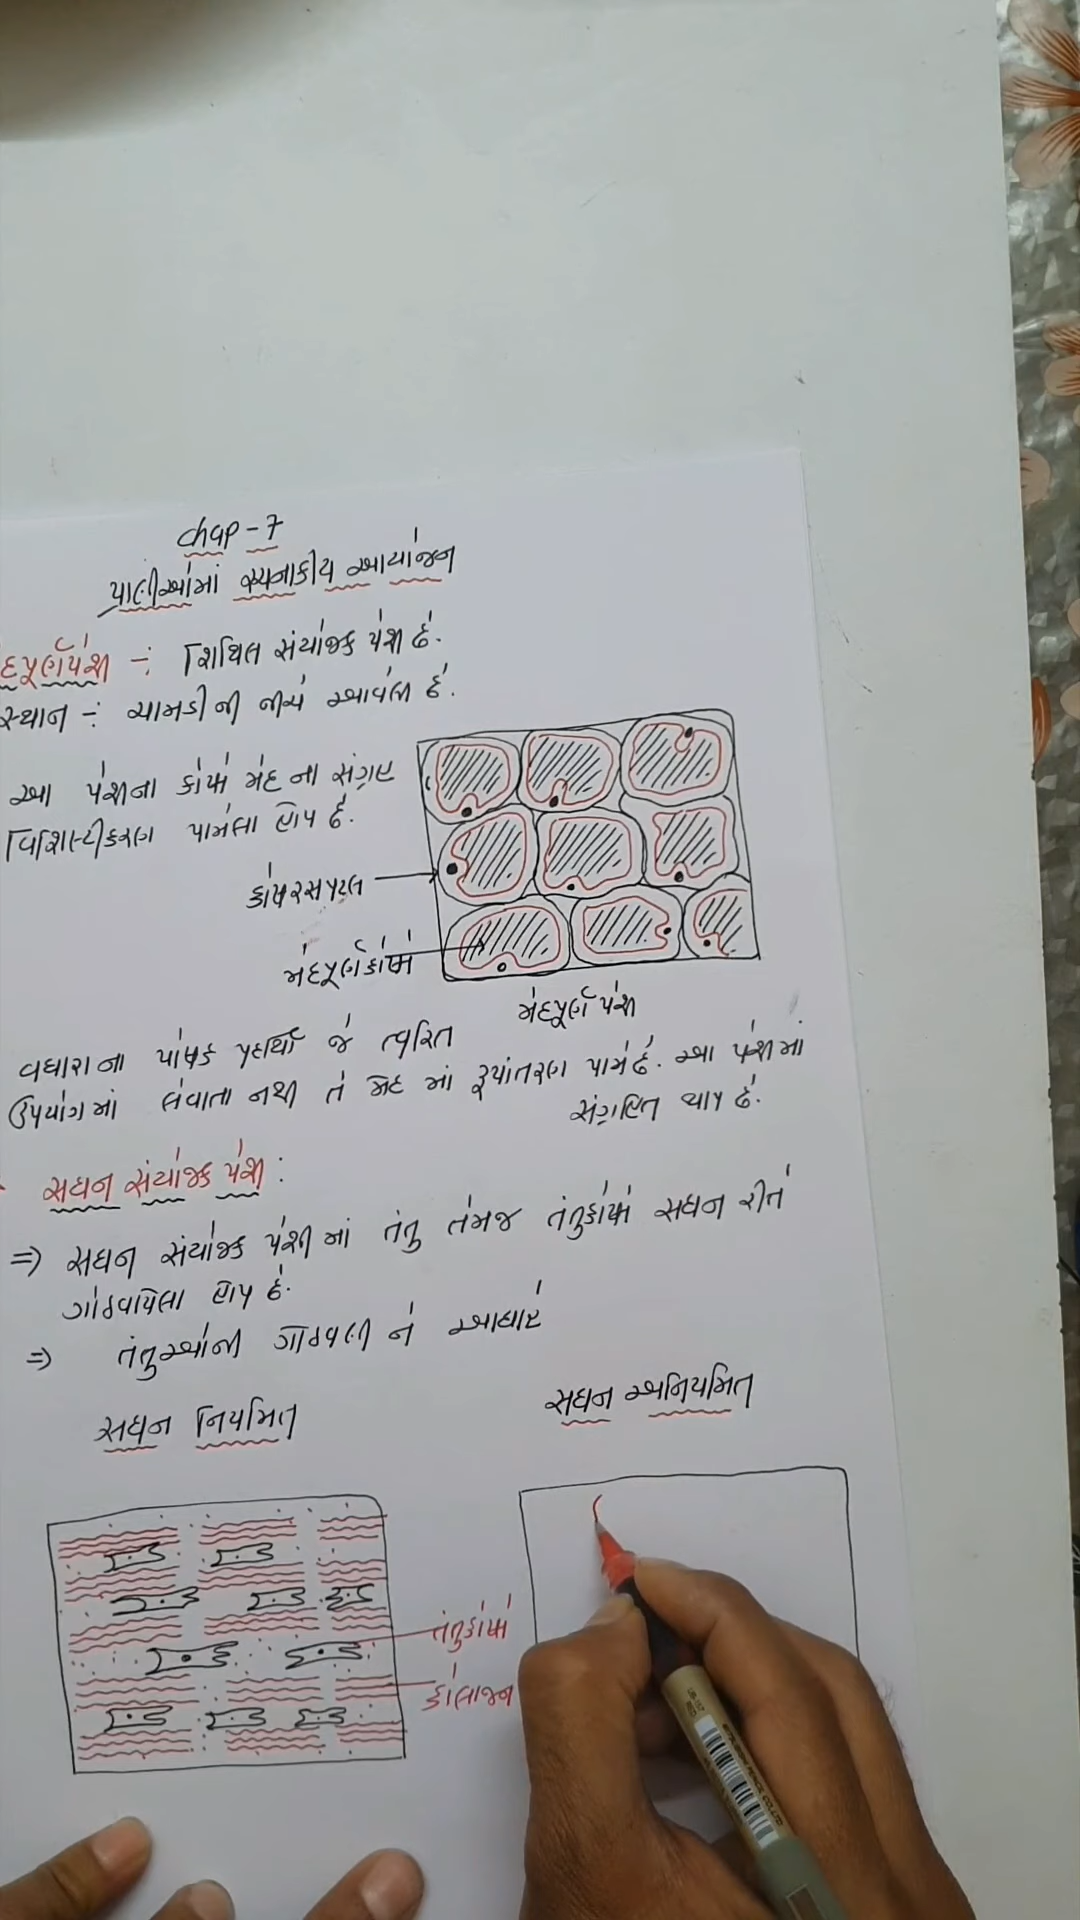 chap - 7
પ્રાણીઓમાં રચનાકીય આયોજન
મેદપૂર્ણપેશી ÷ શિથિલ સંયોજક પેશી છે.
સ્થાન ÷ ચામડીની નીચે આવેલી છે.
આ પેશીના કોષો મેદના સંગ્રહ
વિશિષ્ટીકરણ પામેલા હોય છે.
કોષરસપટલ
મેદપૂર્ણકોષો
મેદપૂર્ણ પેશી
વધારાના પોષક પદાર્થો જે ત્વરિત
ઉપયોગમાં લેવાતા નથી તે મેદ માં રૂપાંતરણ પામે છે. આ પેશીમાં
સંગ્રહિત થાય છે.
સઘન સંયોજક પેશી :
⇒ સઘન સંયોજક પેશીમાં તંતુ તેમજ તંતુકોષો સઘન રીતે
ગોઠવાયેલા હોય છે.
⇒ તંતુઓની ગોઠવણીને આધારે
સઘન નિયમિત
સઘન અનિયમિત
તંતુકોષો
કોલાજન